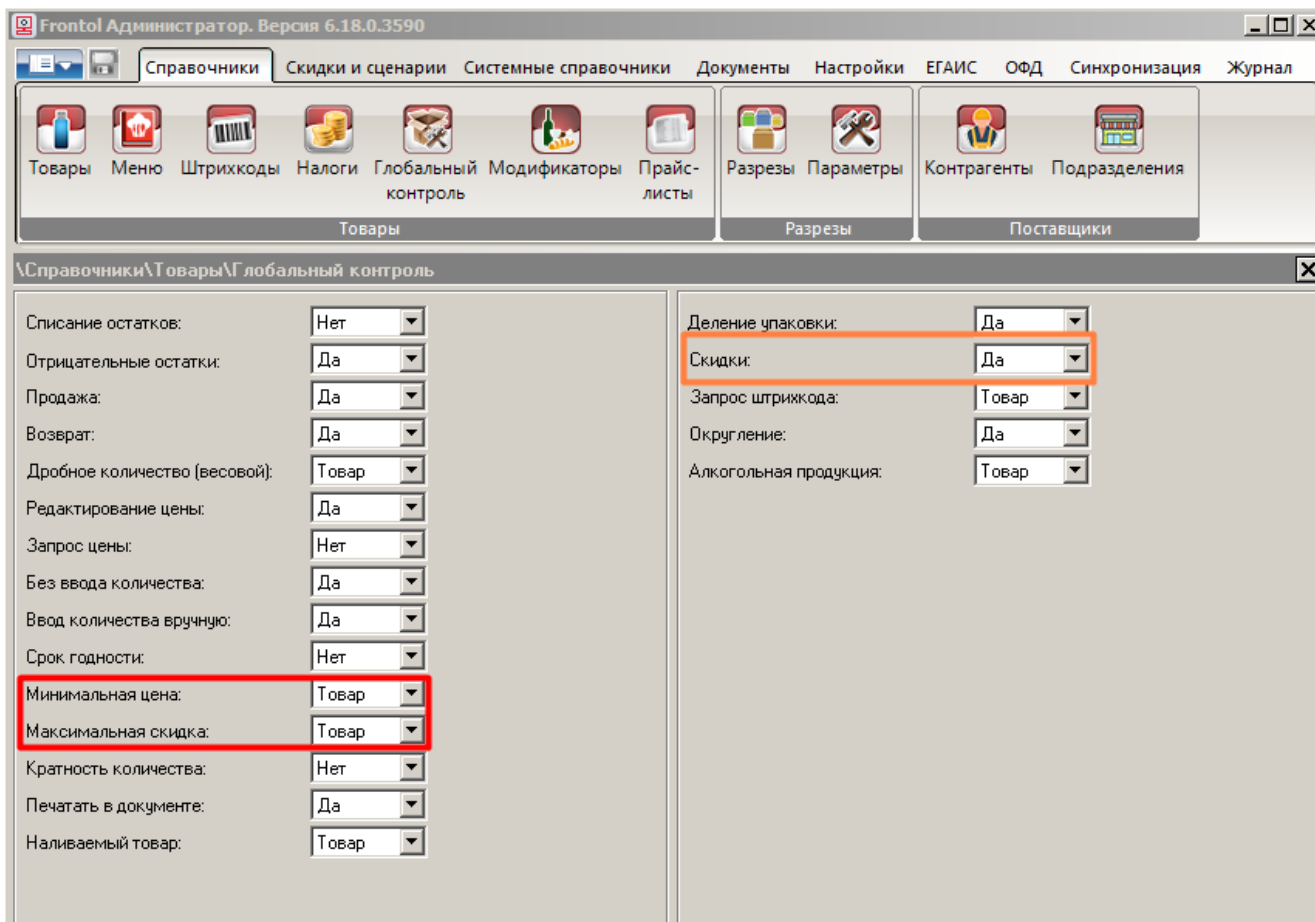 Frontol Администратор. Версия 6.18.0.3590
Справочники Скидки и сценарии Системные справочники Документы Настройки ЕГАИС ОФД Синхронизация Журнал
Товары Меню Штрихкоды Налоги Глобальный контроль Модификаторы Прайс-листы Разрезы Параметры Контрагенты Подразделения
Товары Разрезы Поставщики
\Справочники\Товары\Глобальный контроль
Списание остатков: Нет
Отрицательные остатки: Да
Продажа: Да
Возврат: Да
Дробное количество (весовой): Товар
Редактирование цены: Да
Запрос цены: Нет
Без ввода количества: Да
Ввод количества вручную: Да
Срок годности: Нет
Минимальная цена: Товар
Максимальная скидка: Товар
Кратность количества: Нет
Печатать в документе: Да
Наливаемый товар: Товар
Деление упаковки: Да
Скидки: Да
Запрос штрихкода: Товар
Округление: Да
Алкогольная продукция: Товар